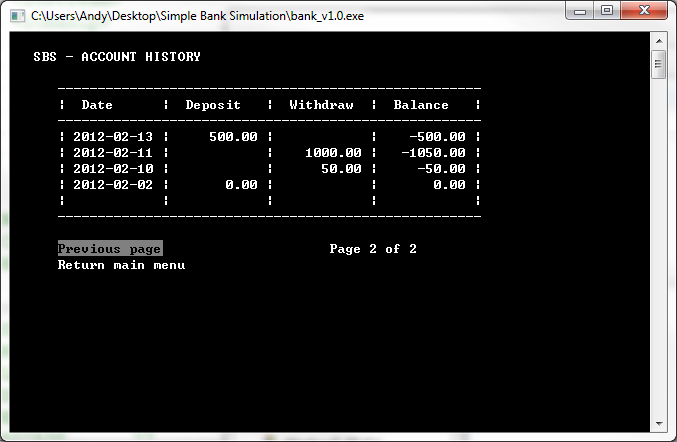 C:\Users\Andy\Desktop\Simple Bank Simulation\bank_v1.0.exe
SBS - ACCOUNT HISTORY
| Date | Deposit | Withdraw | Balance |
| 2012-02-13 | 500.00 | | -500.00 |
| 2012-02-11 | | 1000.00 | -1050.00 |
| 2012-02-10 | | 50.00 | -50.00 |
| 2012-02-02 | 0.00 | | 0.00 |
| | | | |
Previous page Page 2 of 2
Return main menu